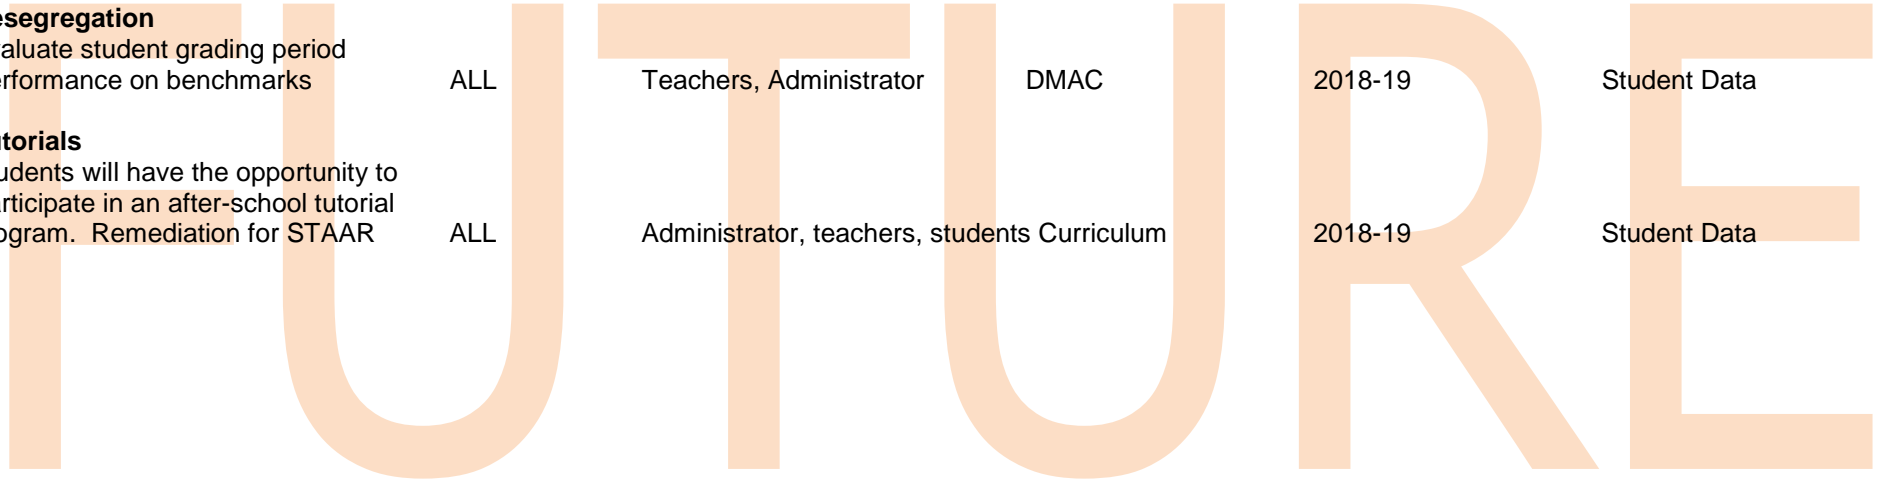 esegregation
aluate student grading period
erformance on benchmarks ALL Teachers, Administrator DMAC 2018-19 Student Data
utorials
udents will have the opportunity to
articipate in an after-school tutorial
ogram. Remediation for STAAR ALL Administrator, teachers, students Curriculum 2018-19 Student Data
FUTURE